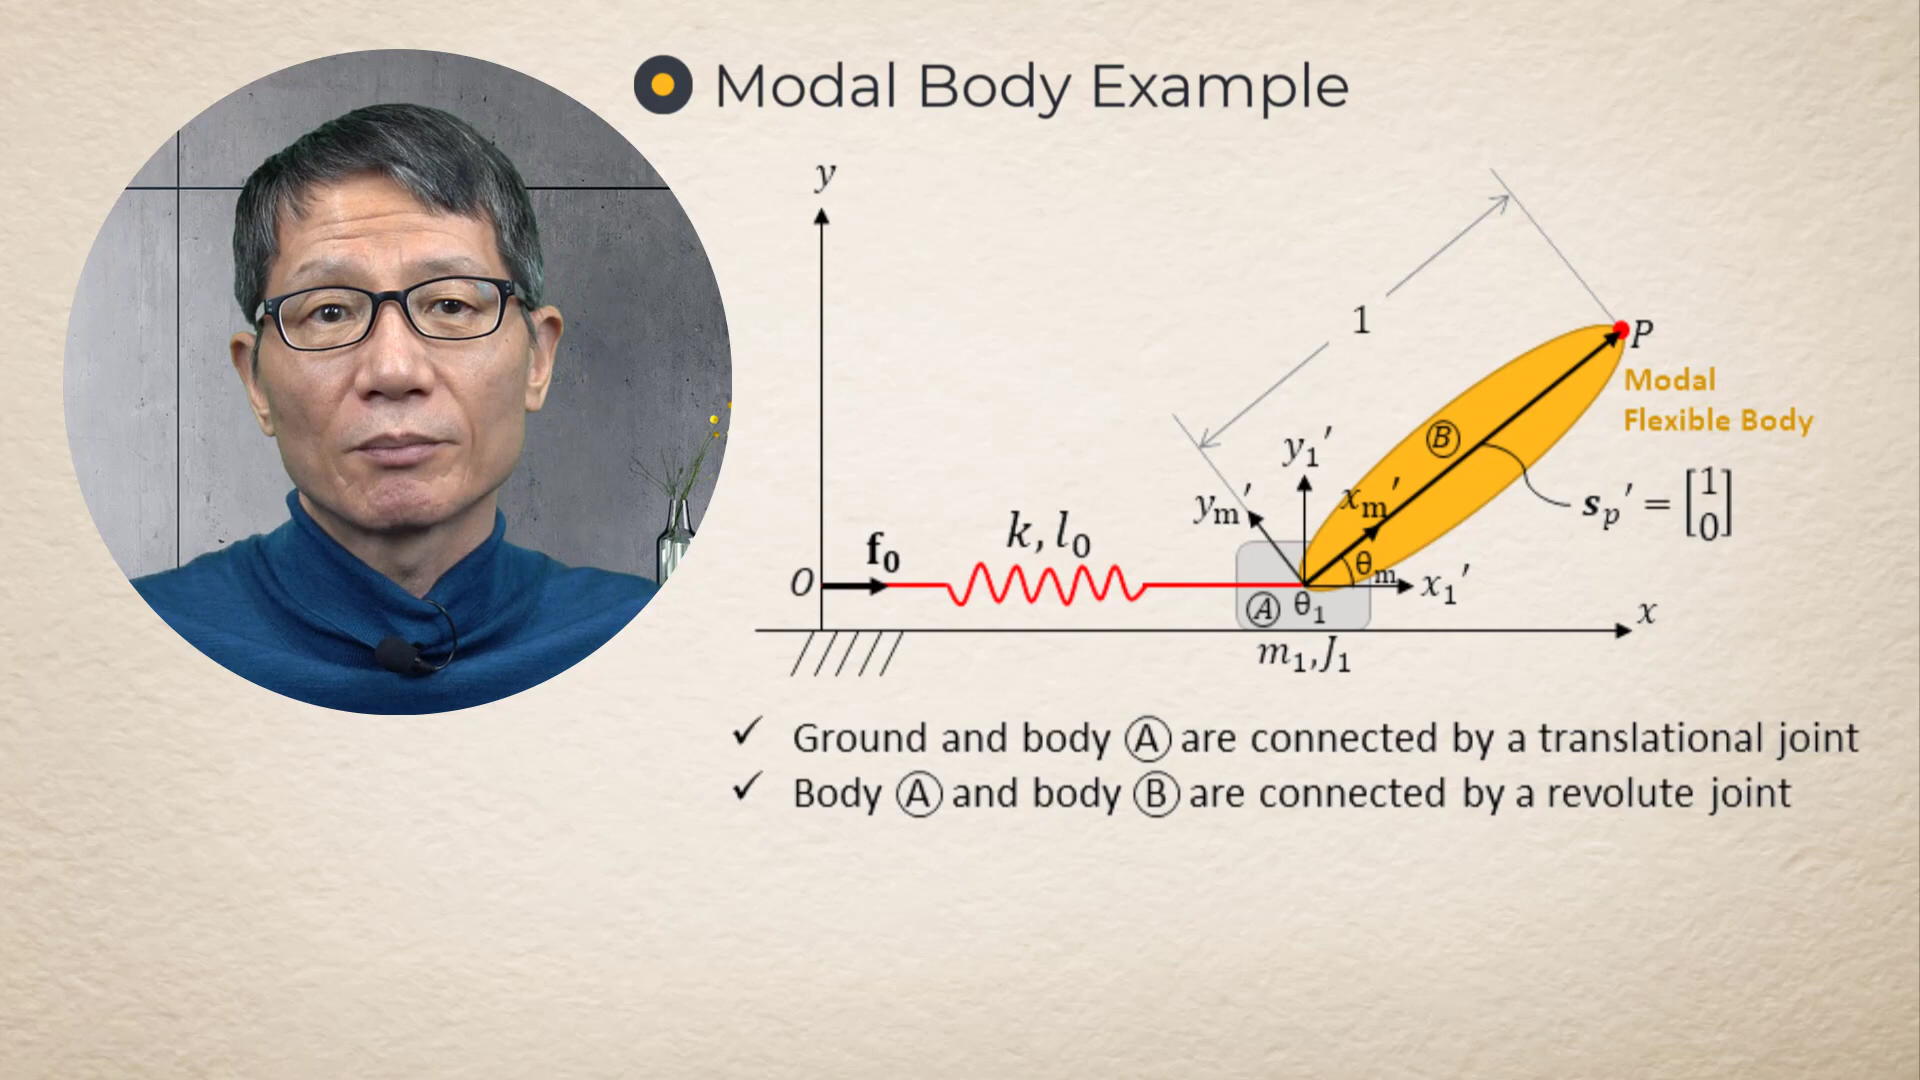 Modal Body Example
y
1
P
Modal
Flexible Body
B
y₁′
xₘ′
yₘ′
sₚ′ = [1 0]
k, l₀
f₀
θₘ
O
x₁′
A θ₁
x
m₁, J₁
✓ Ground and body Ⓐ are connected by a translational joint
✓ Body Ⓐ and body Ⓑ are connected by a revolute joint